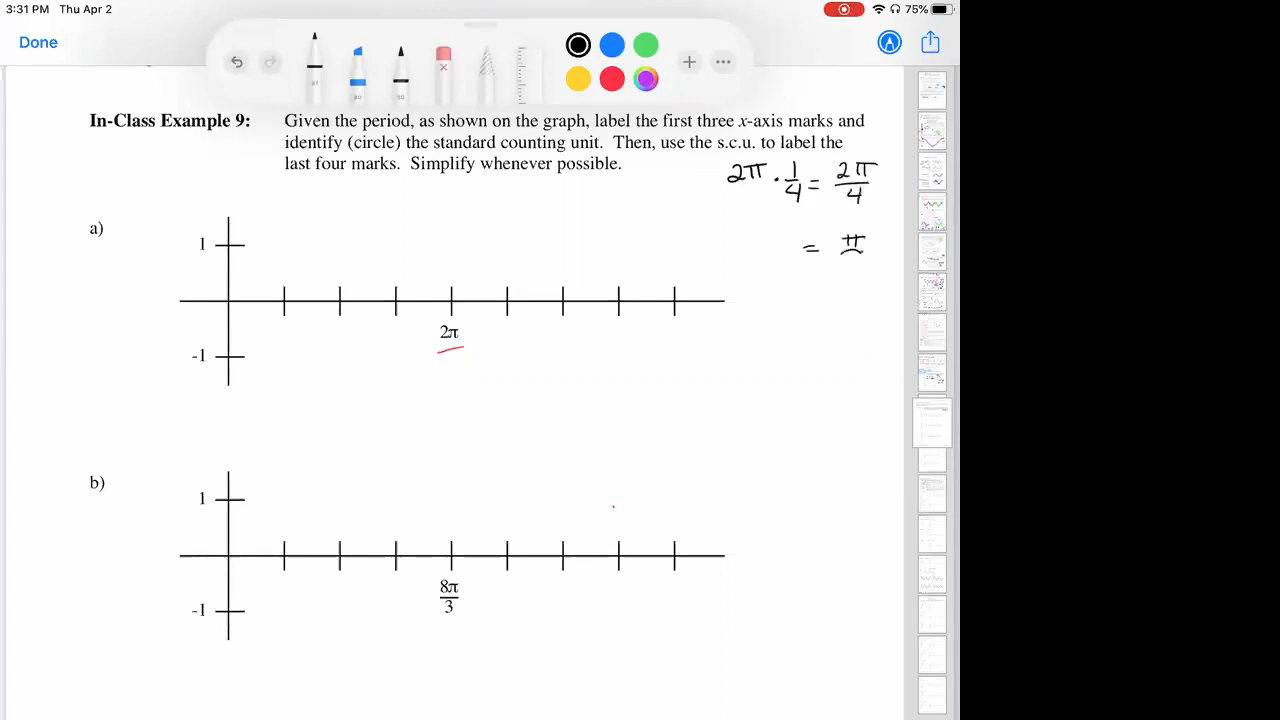 3:31 PM Thu Apr 2
75%
Done
In-Class Example 9: Given the period, as shown on the graph, label the first three x-axis marks and
identify (circle) the standard counting unit. Then, use the s.c.u. to label the
last four marks. Simplify whenever possible.
2π · 1/4 = 2π/4
= π
a)
1
2π
-1
b)
1
8π/3
-1